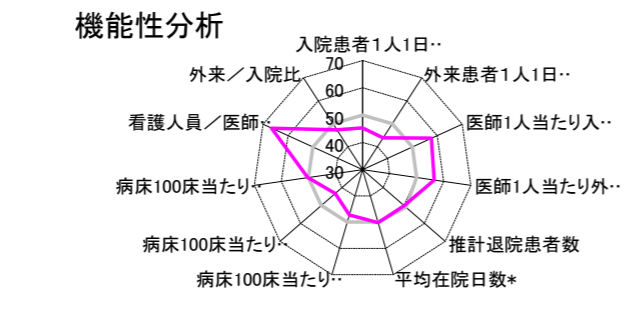 機能性分析
入院患者１人１日‥
外来患者１人１日‥
医師１人当たり入‥
医師１人当たり外‥
推計退院患者数
平均在院日数*
病床100床当たり‥
病床100床当たり‥
病床100床当たり‥
看護人員／医師‥
外来／入院比
70
60
50
40
30